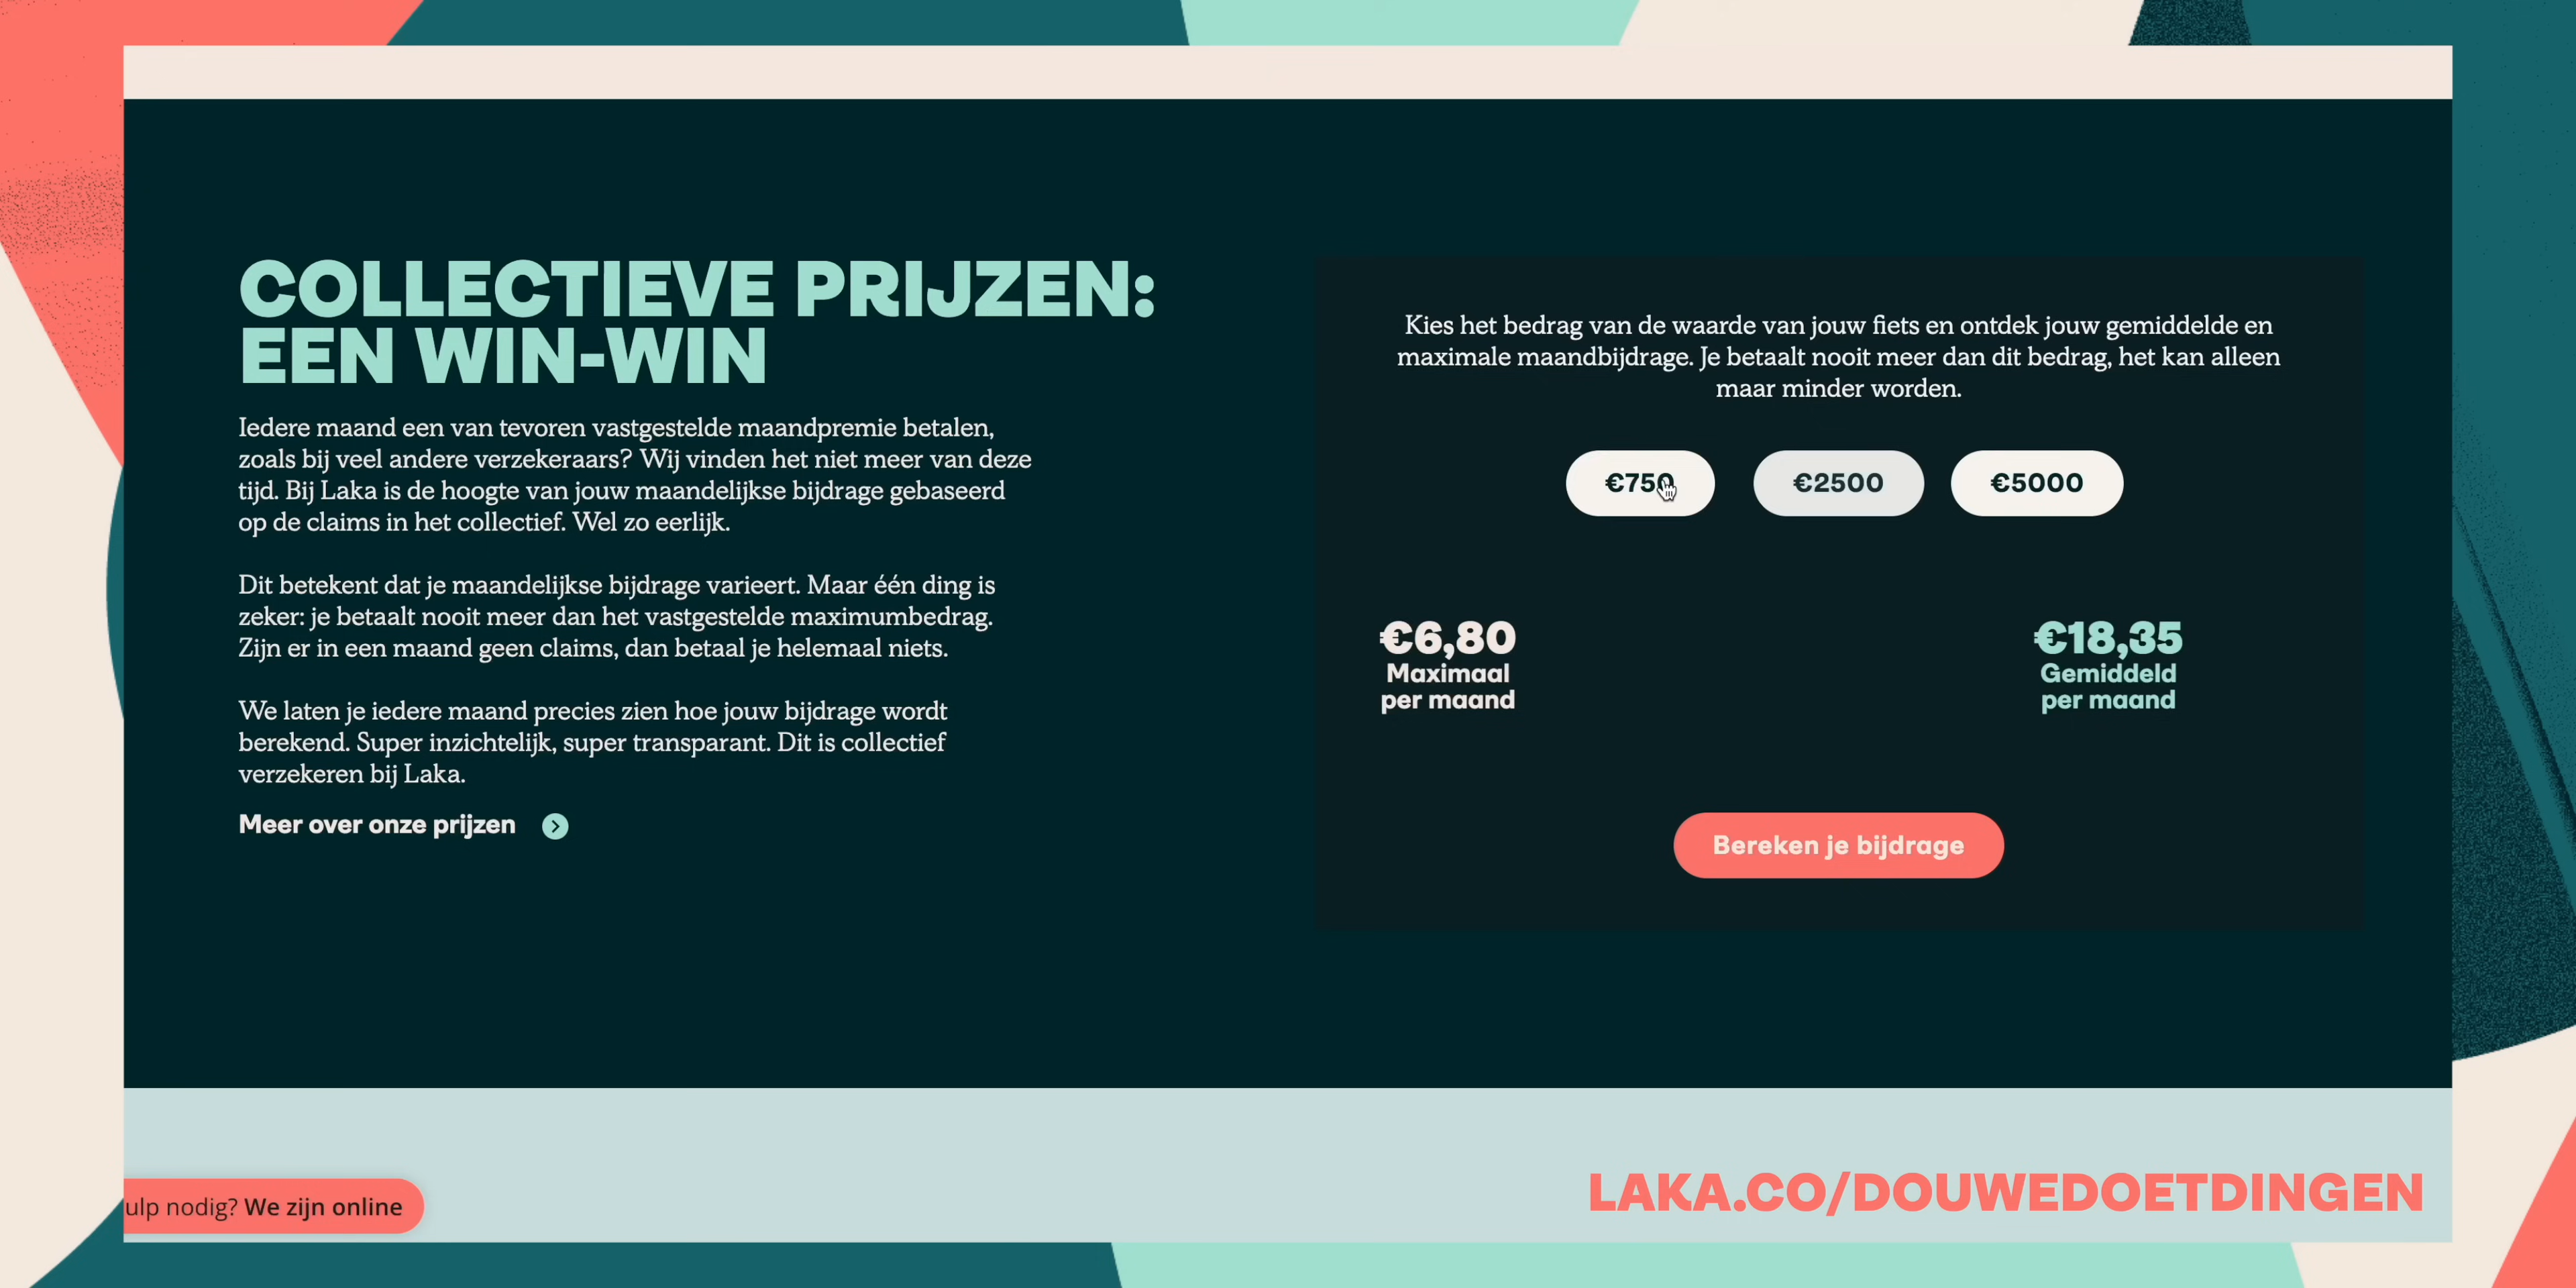 COLLECTIEVE PRIJZEN:
EEN WIN-WIN
Iedere maand een van tevoren vastgestelde maandpremie betalen,
zoals bij veel andere verzekeraars? Wij vinden het niet meer van deze
tijd. Bij Laka is de hoogte van jouw maandelijkse bijdrage gebaseerd
op de claims in het collectief. Wel zo eerlijk.
Dit betekent dat je maandelijkse bijdrage varieert. Maar één ding is
zeker: je betaalt nooit meer dan het vastgestelde maximumbedrag.
Zijn er in een maand geen claims, dan betaal je helemaal niets.
We laten je iedere maand precies zien hoe jouw bijdrage wordt
berekend. Super inzichtelijk, super transparant. Dit is collectief
verzekeren bij Laka.
Meer over onze prijzen
Kies het bedrag van de waarde van jouw fiets en ontdek jouw gemiddelde en
maximale maandbijdrage. Je betaalt nooit meer dan dit bedrag, het kan alleen
maar minder worden.
€750 €2500 €5000
€6,80
Maximaal
per maand
€18,35
Gemiddeld
per maand
Bereken je bijdrage
ulp nodig? We zijn online
LAKA.CO/DOUWEDOETDINGEN